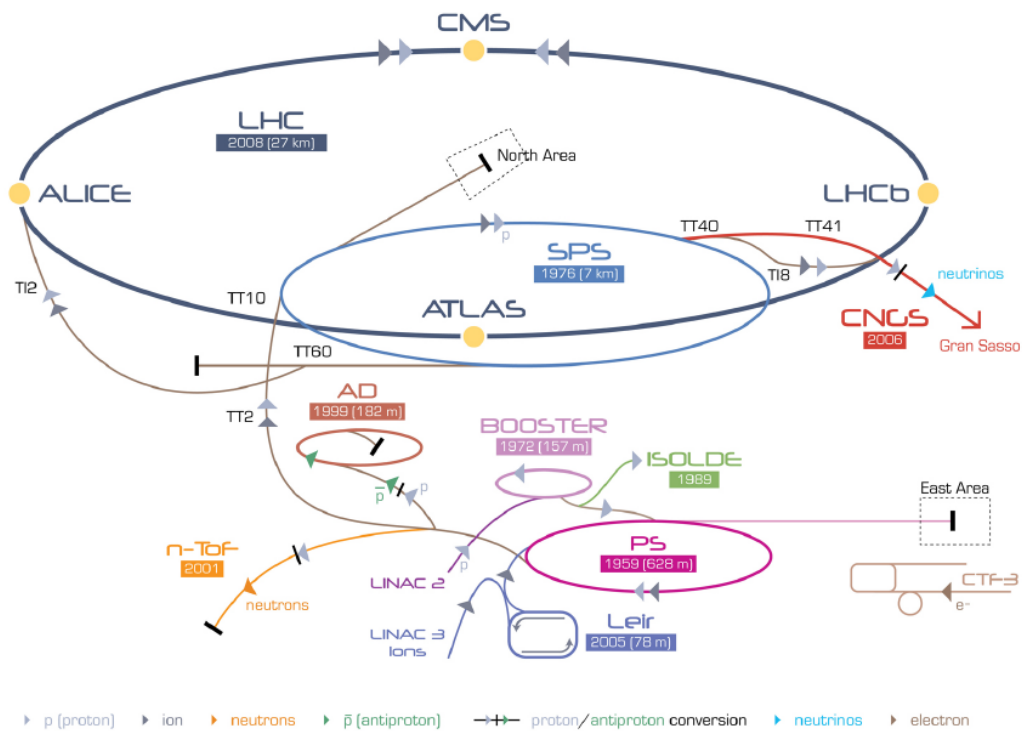 CMS
LHC
2008 (27 km)
North Area
ALICE
LHCb
TT40
TT41
p
SPS
1976 (7 km)
TI8
neutrinos
TI2
TT10
ATLAS
CNGS
2006
Gran Sasso
TT60
AD
1999 (182 m)
TT2
BOOSTER
1972 (157 m)
ISOLDE
1989
p̅
p
East Area
n-ToF
2001
PS
1959 (628 m)
LINAC 2
p
neutrons
CTF-3
e-
LINAC 3
Ions
Leir
2005 (78 m)
p (proton)
ion
neutrons
p̅ (antiproton)
proton/antiproton conversion
neutrinos
electron